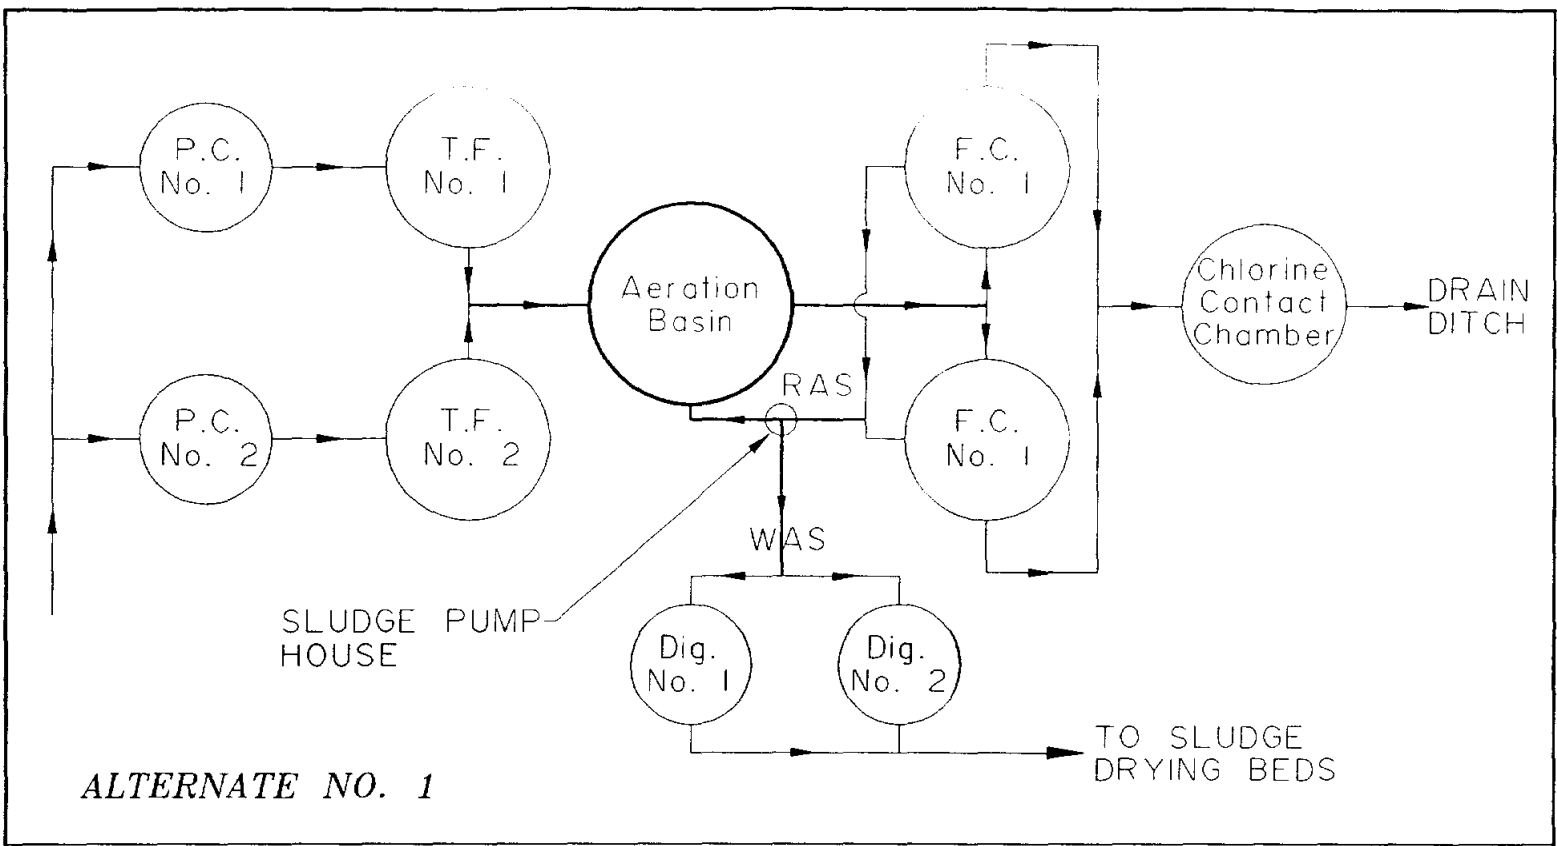 P.C.
No. 1
T.F.
No. 1
F.C.
No. 1
Aeration
Basin
Chlorine
Contact
Chamber
DRAIN
DITCH
RAS
P.C.
No. 2
T.F.
No. 2
F.C.
No. 1
WAS
SLUDGE PUMP
HOUSE
Dig.
No. 1
Dig.
No. 2
TO SLUDGE
DRYING BEDS
ALTERNATE NO. 1